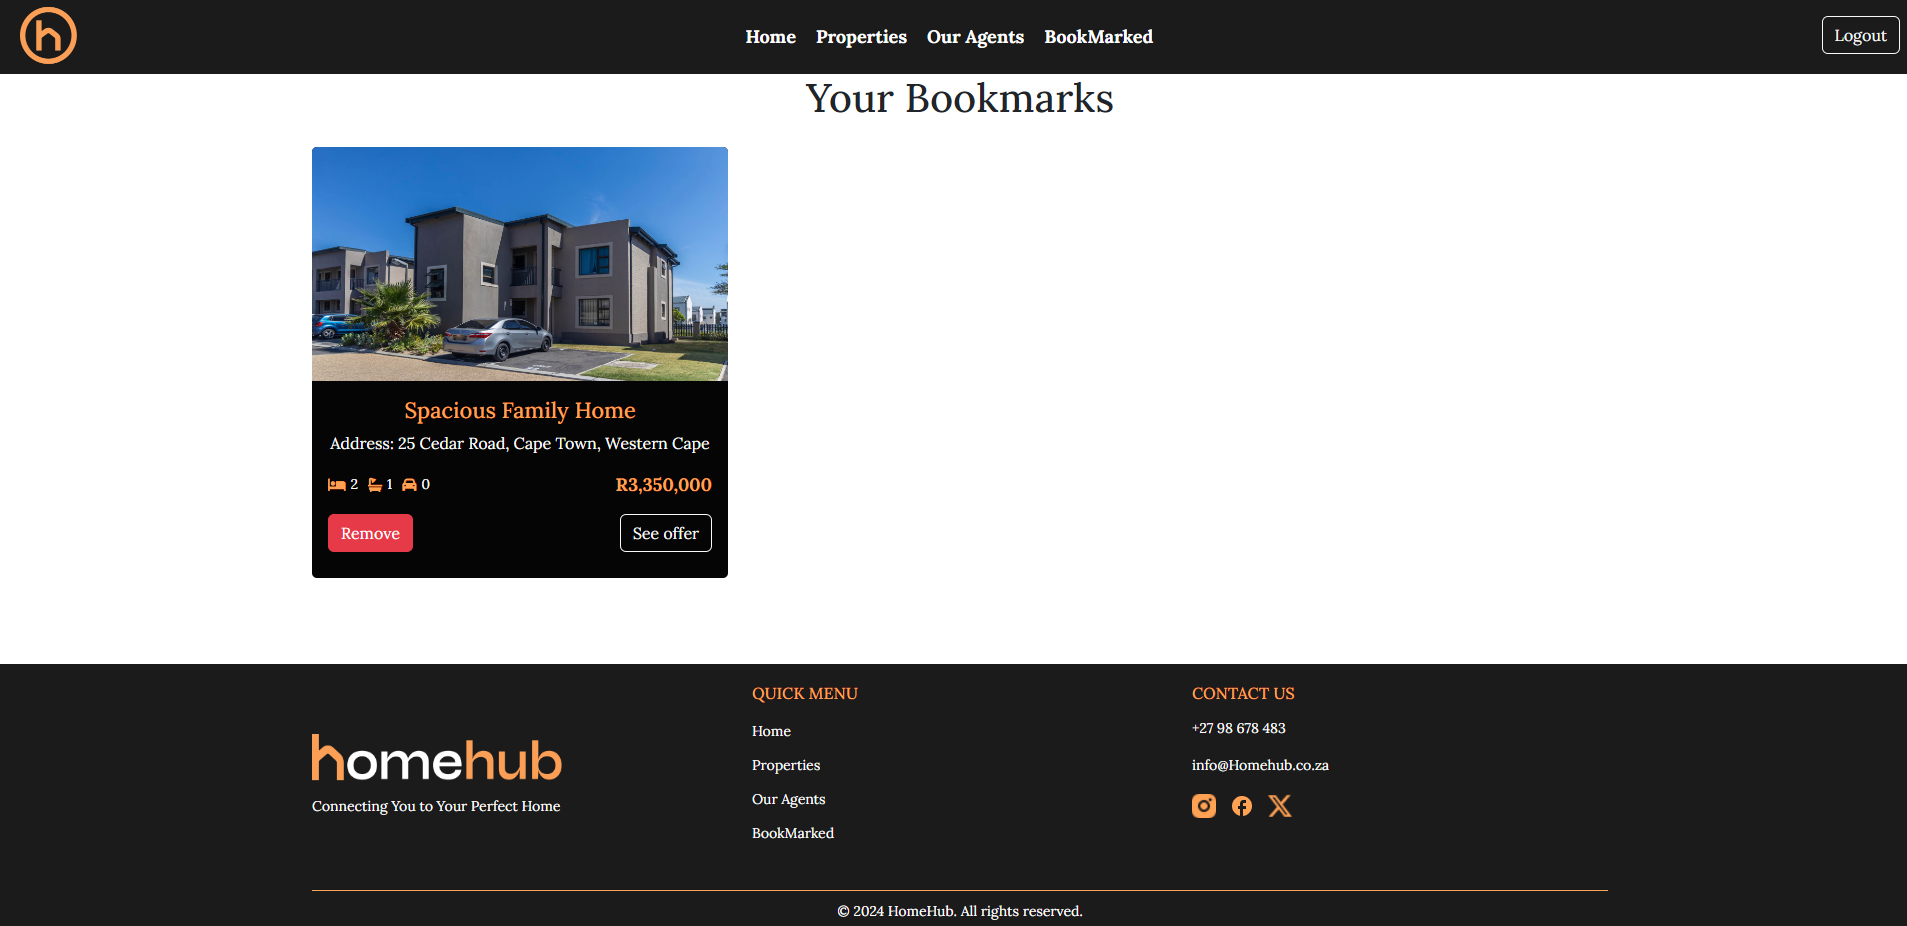 h
Home Properties Our Agents BookMarked Logout
Your Bookmarks
Spacious Family Home
Address: 25 Cedar Road, Cape Town, Western Cape
2 1 0 R3,350,000
Remove See offer
homehub
Connecting You to Your Perfect Home
QUICK MENU
Home
Properties
Our Agents
BookMarked
CONTACT US
+27 98 678 483
info@Homehub.co.za
© 2024 HomeHub. All rights reserved.